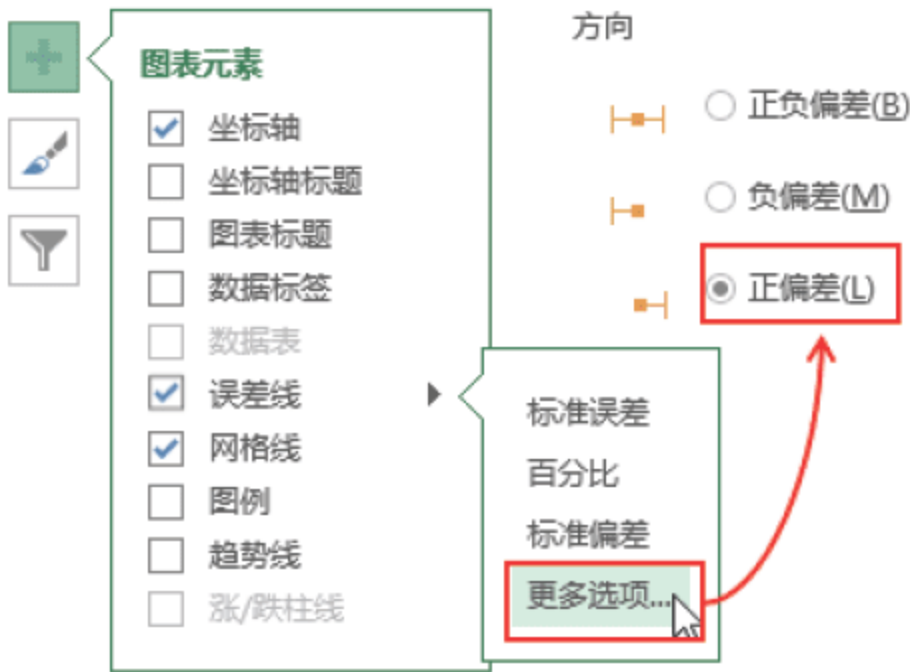 图表元素
坐标轴
坐标轴标题
图表标题
数据标签
数据表
误差线
网格线
图例
趋势线
涨/跌柱线
标准误差
百分比
标准偏差
更多选项...
方向
正负偏差(B)
负偏差(M)
正偏差(L)